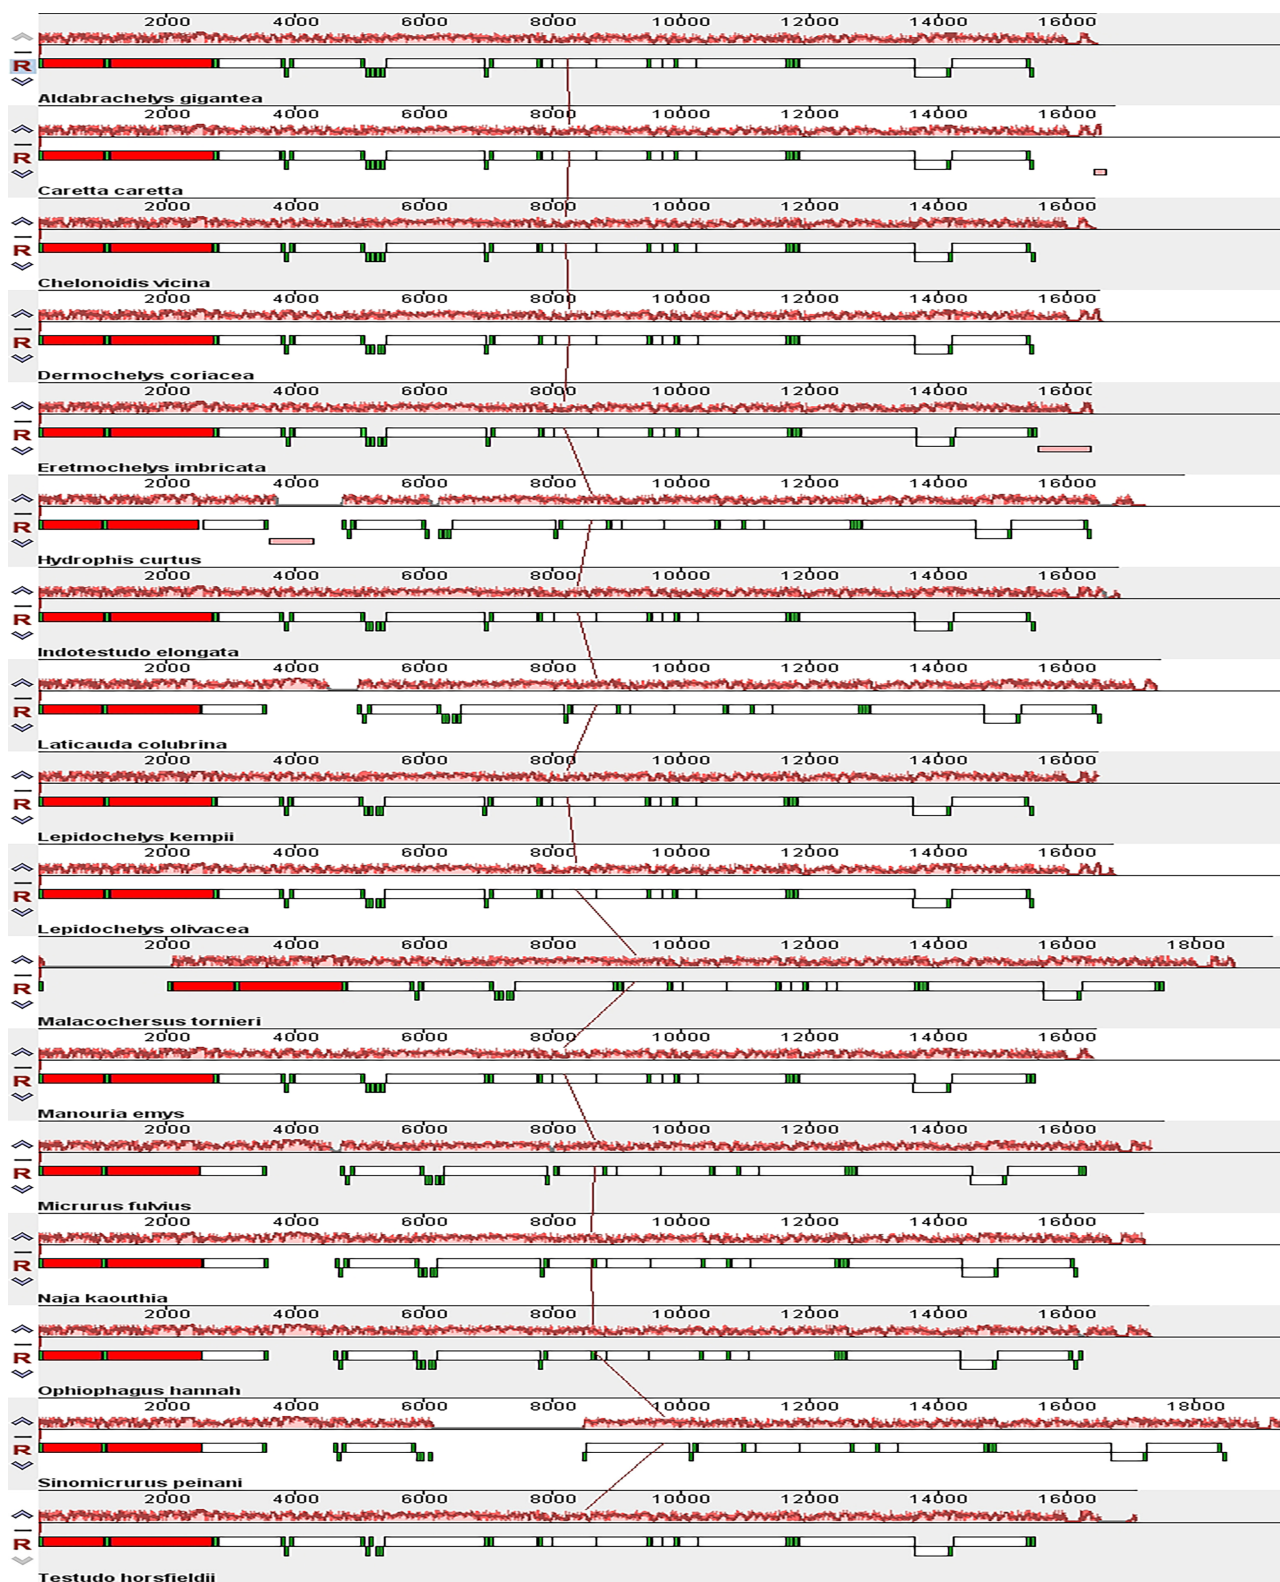 2000 4000 6000 8000 10000 12000 14000 16000
R
Aldabrachelys gigantea
2000 4000 6000 8000 10000 12000 14000 16000
R
Caretta caretta
2000 4000 6000 8000 10000 12000 14000 16000
R
Chelonoidis vicina
2000 4000 6000 8000 10000 12000 14000 16000
R
Dermochelys coriacea
2000 4000 6000 8000 10000 12000 14000 1600
R
Eretmochelys imbricata
2000 4000 6000 8000 10000 12000 14000 16000
R
Hydrophis curtus
2000 4000 6000 8000 10000 12000 14000 16000
R
Indotestudo elongata
2000 4000 6000 8000 10000 12000 14000 16000
R
Laticauda colubrina
2000 4000 6000 8000 10000 12000 14000 16000
R
Lepidochelys kempii
2000 4000 6000 8000 10000 12000 14000 16000
R
Lepidochelys olivacea
2000 4000 6000 8000 10000 12000 14000 16000 18000
R
Malacochersus tornieri
2000 4000 6000 8000 10000 12000 14000 16000
R
Manouria emys
2000 4000 6000 8000 10000 12000 14000 16000
R
Micrurus fulvius
2000 4000 6000 8000 10000 12000 14000 16000
R
Naja kaouthia
2000 4000 6000 8000 10000 12000 14000 16000
R
Ophiophagus hannah
2000 4000 6000 8000 10000 12000 14000 16000 18000
R
Sinomicrurus peinani
2000 4000 6000 8000 10000 12000 14000 16000
R
Testudo horsfieldii